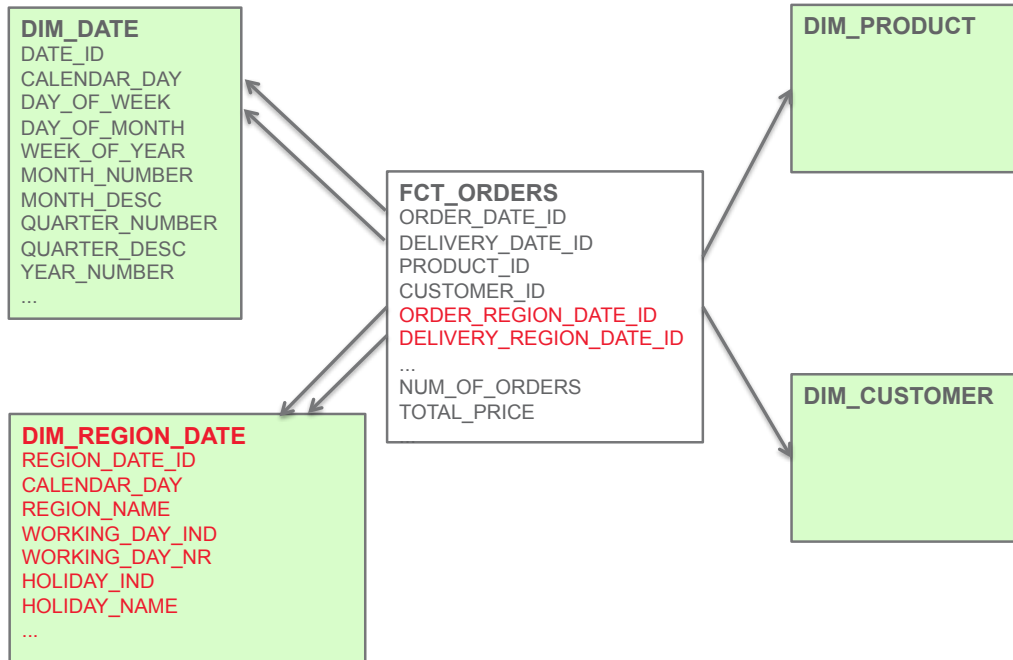 DIM_DATE
DATE_ID
CALENDAR_DAY
DAY_OF_WEEK
DAY_OF_MONTH
WEEK_OF_YEAR
MONTH_NUMBER
MONTH_DESC
QUARTER_NUMBER
QUARTER_DESC
YEAR_NUMBER
...
DIM_PRODUCT
FCT_ORDERS
ORDER_DATE_ID
DELIVERY_DATE_ID
PRODUCT_ID
CUSTOMER_ID
ORDER_REGION_DATE_ID
DELIVERY_REGION_DATE_ID
...
NUM_OF_ORDERS
TOTAL_PRICE
...
DIM_REGION_DATE
REGION_DATE_ID
CALENDAR_DAY
REGION_NAME
WORKING_DAY_IND
WORKING_DAY_NR
HOLIDAY_IND
HOLIDAY_NAME
...
DIM_CUSTOMER